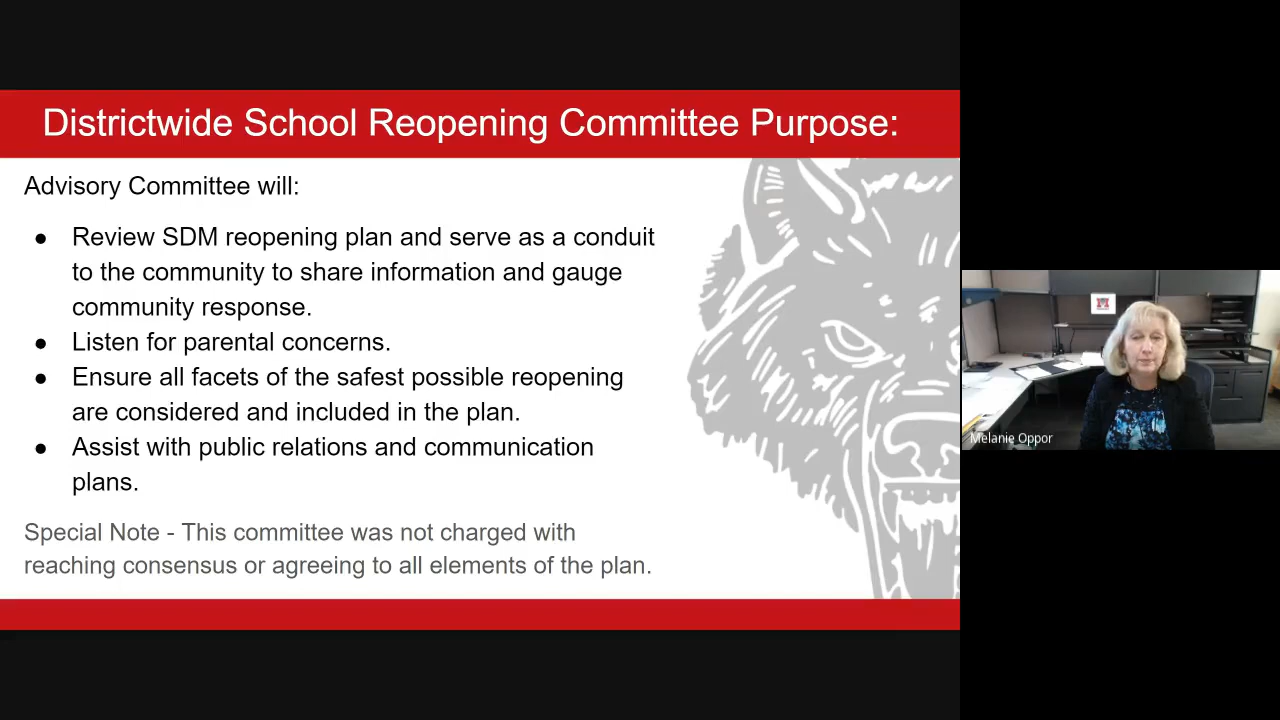 Districtwide School Reopening Committee Purpose:
Advisory Committee will:
● Review SDM reopening plan and serve as a conduit
to the community to share information and gauge
community response.
● Listen for parental concerns.
● Ensure all facets of the safest possible reopening
are considered and included in the plan.
● Assist with public relations and communication
plans.
Special Note - This committee was not charged with
reaching consensus or agreeing to all elements of the plan.
Melanie Oppor